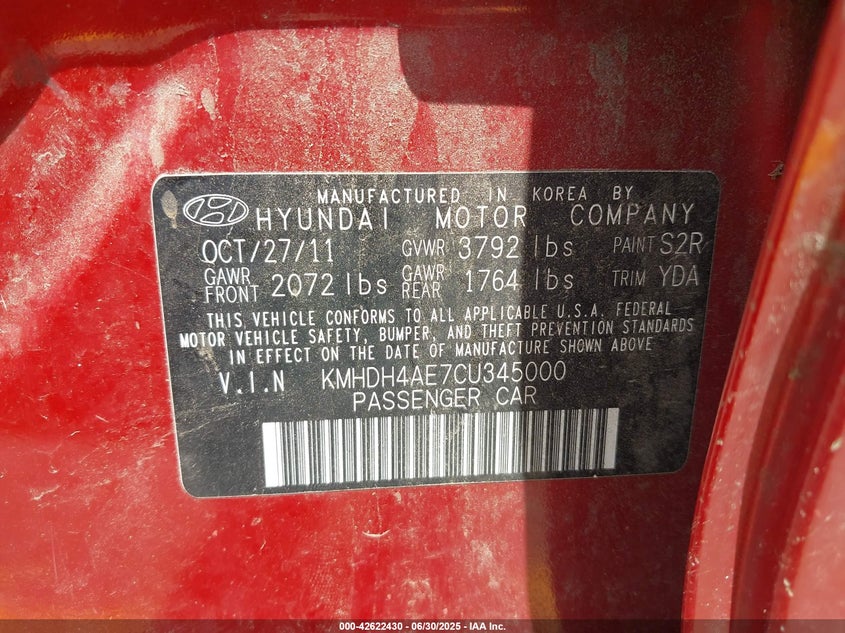 MANUFACTURED IN KOREA BY
HYUNDAI MOTOR COMPANY
OCT/27/11 GVWR 3792 lbs PAINT S2R
GAWR FRONT 2072 lbs GAWR REAR 1764 lbs TRIM YDA
THIS VEHICLE CONFORMS TO ALL APPLICABLE U.S.A. FEDERAL
MOTOR VEHICLE SAFETY, BUMPER, AND THEFT PREVENTION STANDARDS
IN EFFECT ON THE DATE OF MANUFACTURE SHOWN ABOVE
V.I.N KMHDH4AE7CU345000
PASSENGER CAR
000-42622430 - 06/30/2025 - IAA Inc.